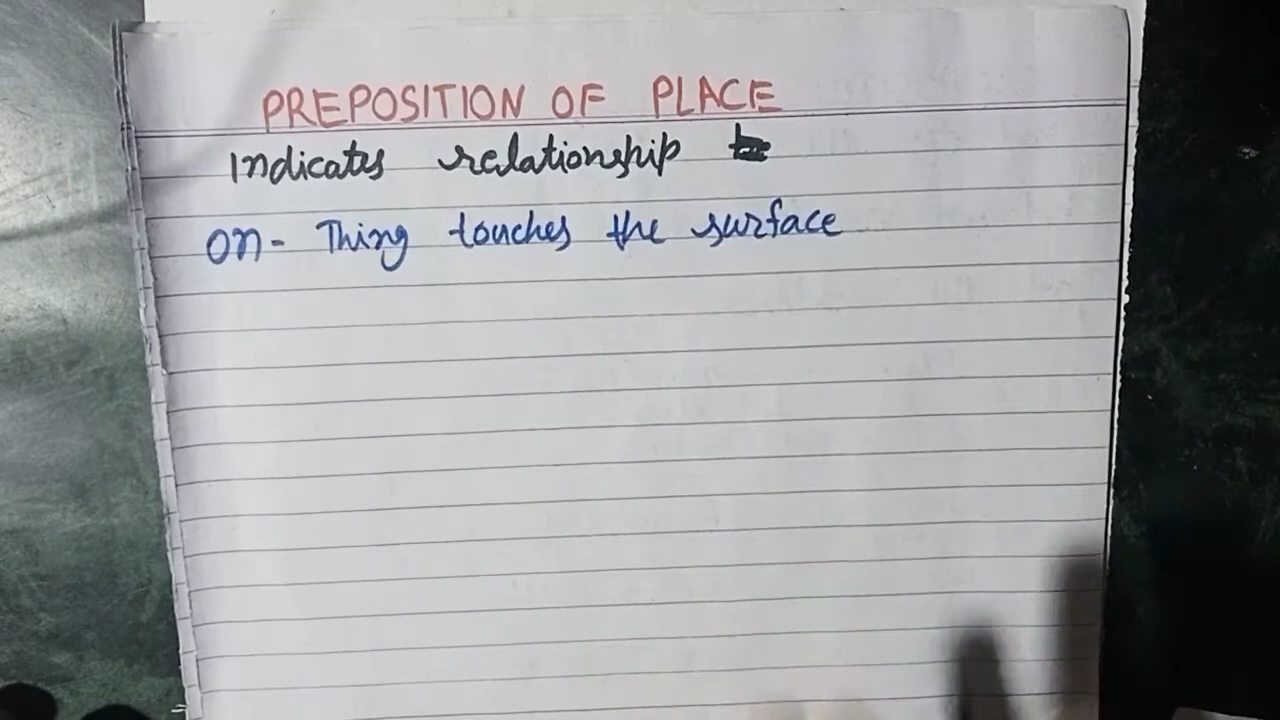 PREPOSITION OF PLACE
Indicates relationship
On- Thing touches the surface